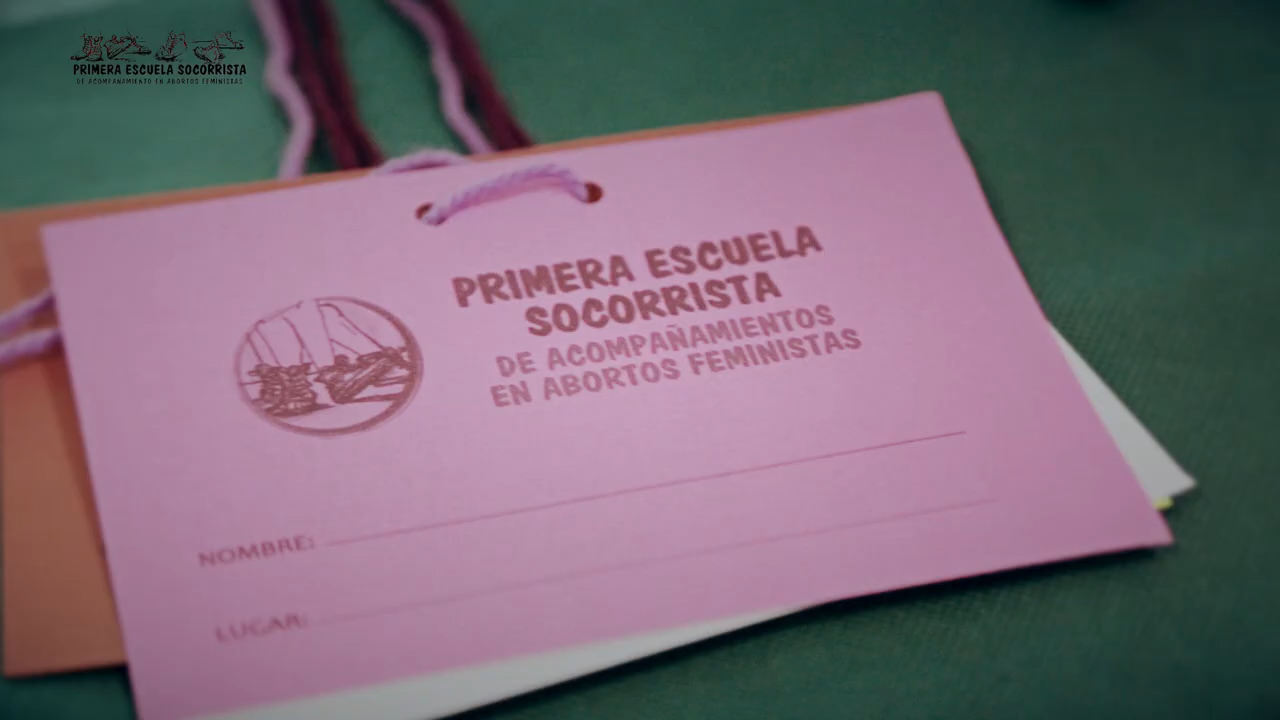 PRIMERA ESCUELA SOCORRISTA
DE ACOMPAÑAMIENTO EN ABORTOS FEMINISTAS
PRIMERA ESCUELA
SOCORRISTA
DE ACOMPAÑAMIENTOS
EN ABORTOS FEMINISTAS
NOMBRE:
LUGAR: